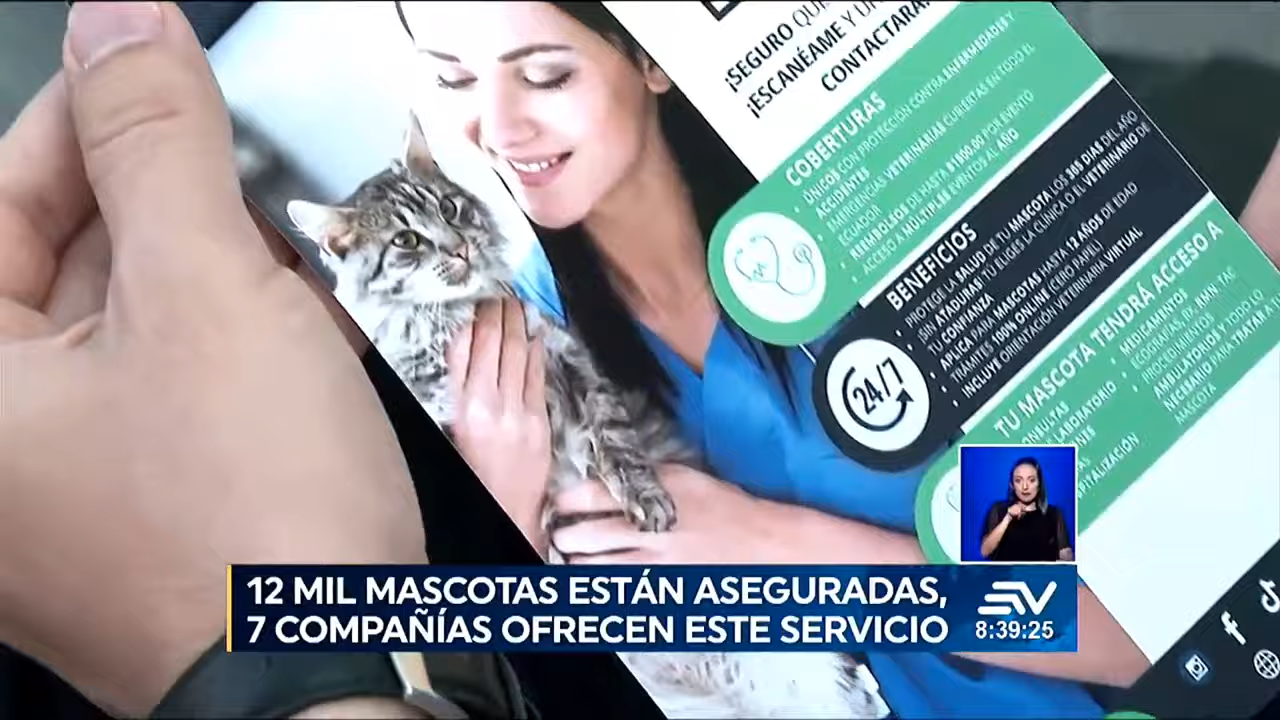 ¡SEGURO QUE
¡ESCANÉAME Y UN
CONTACTARÁ
COBERTURAS
• ÚNICOS CON PROTECCIÓN CONTRA ENFERMEDADES Y
ACCIDENTES
• EMERGENCIAS VETERINARIAS CUBIERTAS EN TODO EL
ECUADOR
• REEMBOLSOS DE HASTA $1800,00 POR EVENTO
• ACCESO A MÚLTIPLES EVENTOS AL AÑO
BENEFICIOS
• PROTEGE LA SALUD DE TU MASCOTA LOS 365 DÍAS DEL AÑO
• ¡SIN ATADURAS! TÚ ELIGES LA CLÍNICA O EL VETERINARIO DE
TU CONFIANZA
• APLICA PARA MASCOTAS HASTA 12 AÑOS DE EDAD
• TRÁMITES 100% ONLINE (CERO PAPEL)
• INCLUYE ORIENTACIÓN VETERINARIA VIRTUAL
24/7
TU MASCOTA TENDRÁ ACCESO A
ONSULTAS
LABORATORIO
PITALIZACIÓN
• MEDICAMENTOS
• ECOGRAFÍAS, RX, RMN, TAC
• PROCEDIMIENTOS
AMBULATORIOS Y TODO LO
NECESARIO PARA TRATAR A T
MASCOTA
12 MIL MASCOTAS ESTÁN ASEGURADAS,
7 COMPAÑÍAS OFRECEN ESTE SERVICIO
8:39:25